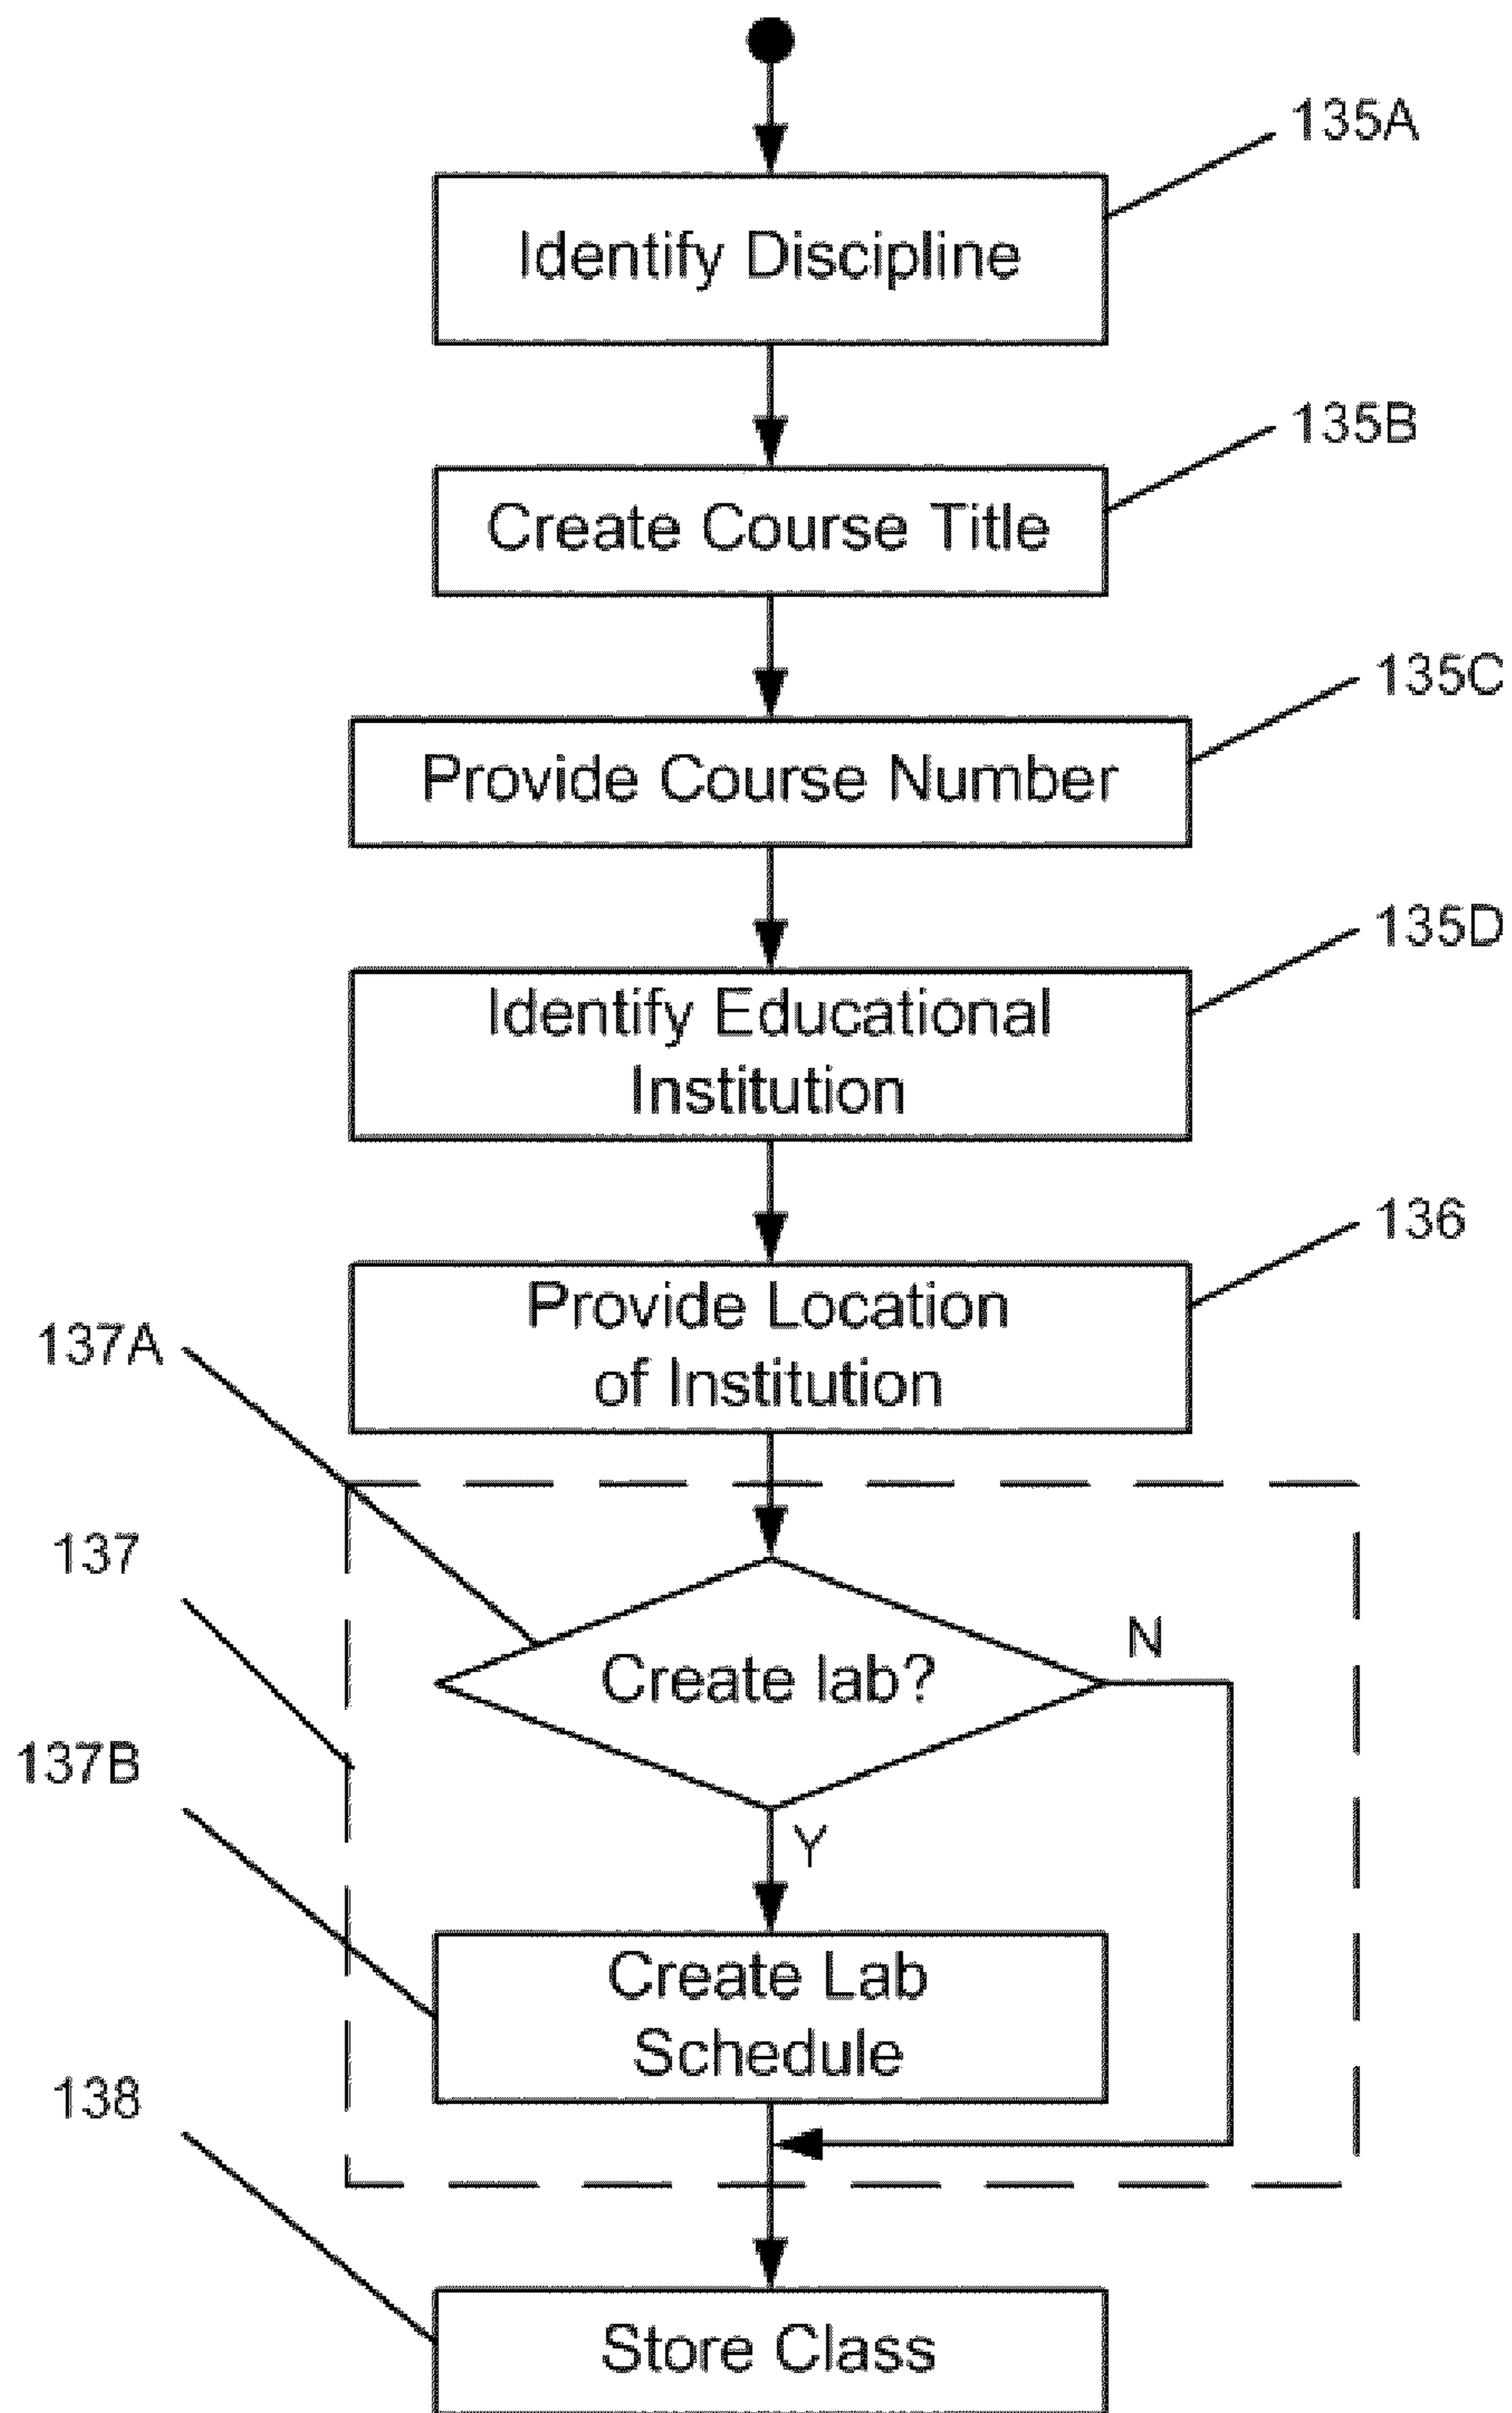 135A
Identify Discipline
135B
Create Course Title
135C
Provide Course Number
135D
Identify Educational
Institution
136
Provide Location
of Institution
137A
137
N
Create lab?
137B
Y
Create Lab
Schedule
138
Store Class